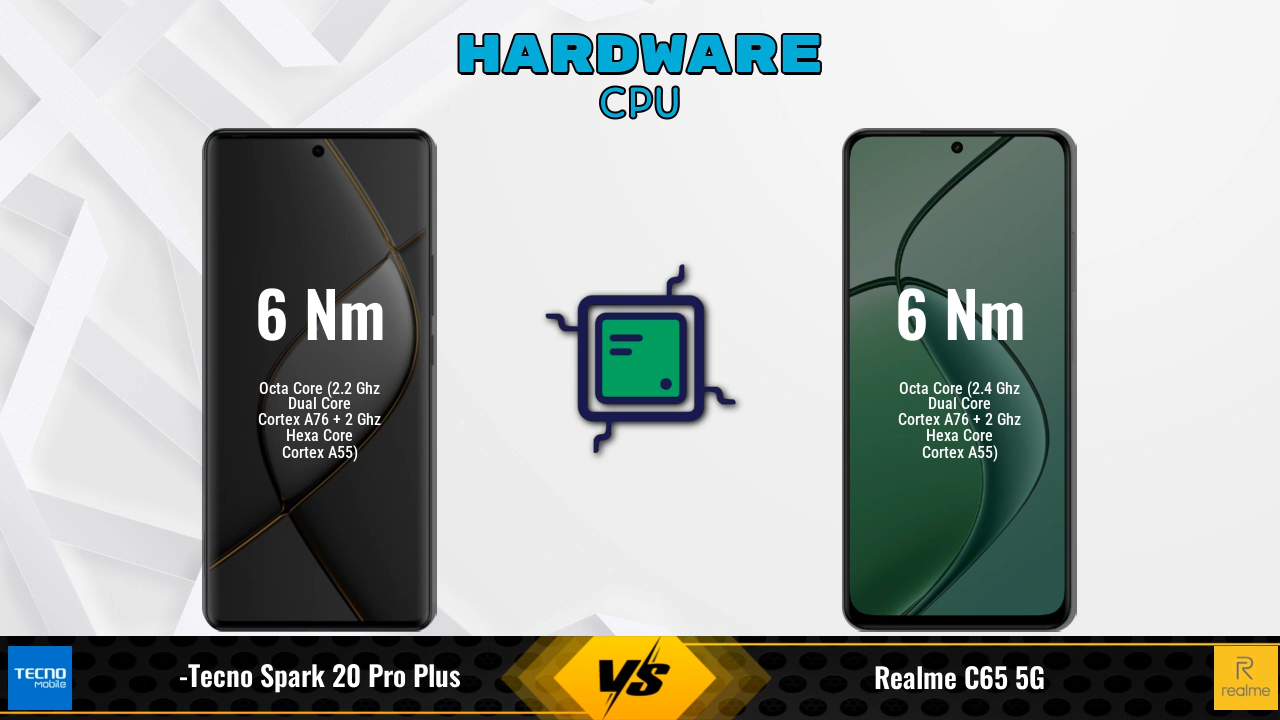 HARDWARE
CPU
6 Nm
Octa Core (2.2 Ghz
Dual Core
Cortex A76 + 2 Ghz
Hexa Core
Cortex A55)
6 Nm
Octa Core (2.4 Ghz
Dual Core
Cortex A76 + 2 Ghz
Hexa Core
Cortex A55)
TECNO
Mobile
-Tecno Spark 20 Pro Plus
VS
Realme C65 5G
R
realme